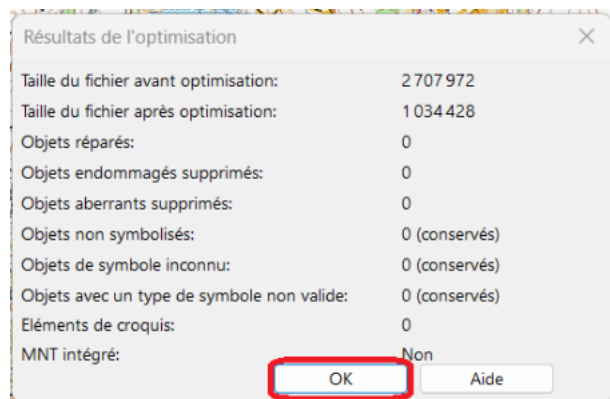 Résultats de l'optimisation
Taille du fichier avant optimisation: 2 707 972
Taille du fichier après optimisation: 1 034 428
Objets réparés: 0
Objets endommagés supprimés: 0
Objets aberrants supprimés: 0
Objets non symbolisés: 0 (conservés)
Objets de symbole inconnu: 0 (conservés)
Objets avec un type de symbole non valide: 0 (conservés)
Eléments de croquis: 0
MNT intégré: Non
OK Aide